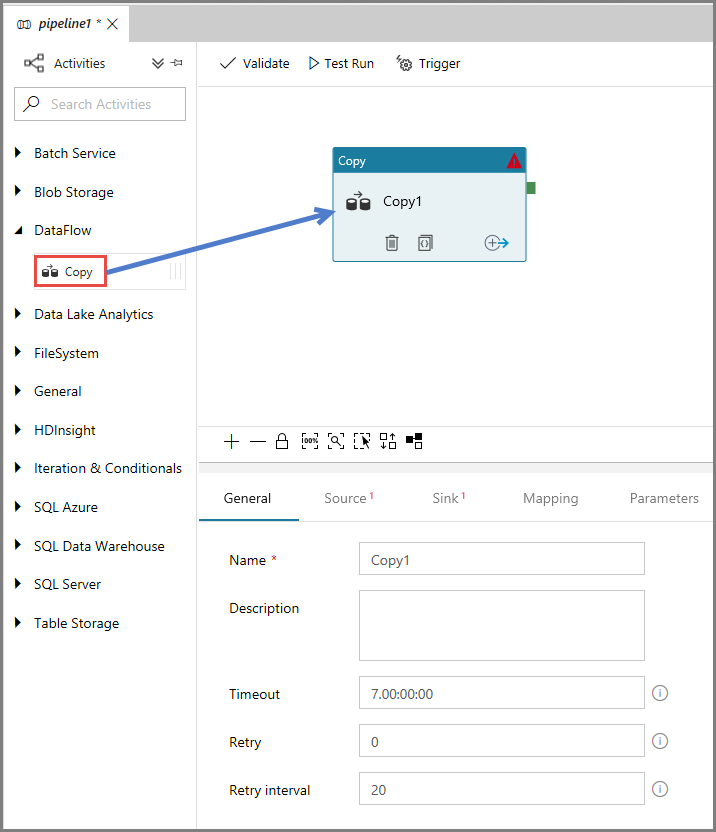 pipeline1 *
Activities
Search Activities
Batch Service
Blob Storage
DataFlow
Copy
Data Lake Analytics
FileSystem
General
HDInsight
Iteration & Conditionals
SQL Azure
SQL Data Warehouse
SQL Server
Table Storage
Validate Test Run Trigger
Copy
Copy1
100%
General Source 1 Sink 1 Mapping Parameters
Name * Copy1
Description
Timeout 7.00:00:00
Retry 0
Retry interval 20